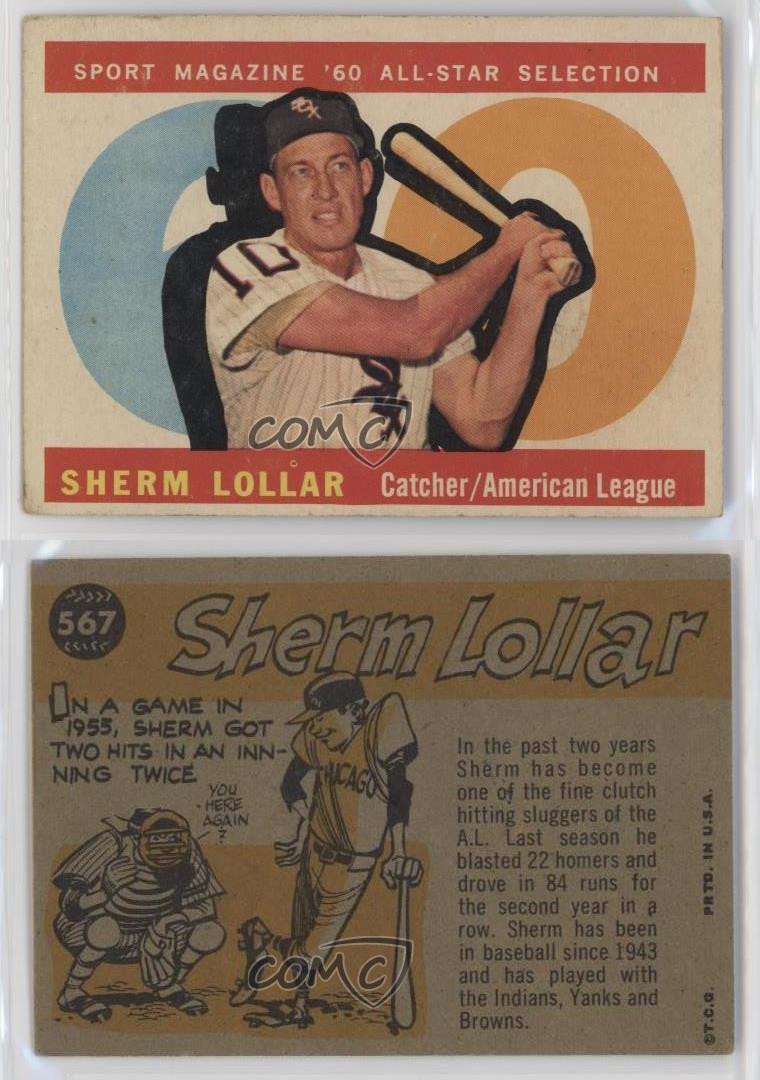 SPORT MAGAZINE '60 ALL-STAR SELECTION
SOX
10
SOX
COMC
SHERM LOLLAR Catcher/American League
567
Sherm Lollar
IN A GAME IN
1955, SHERM GOT
TWO HITS IN AN INN-
NING TWICE
YOU
HERE
AGAIN
?
CHICAGO
In the past two years
Sherm has become
one of the fine clutch
hitting sluggers of the
A.L. Last season he
blasted 22 homers and
drove in 84 runs for
the second year in a
row. Sherm has been
in baseball since 1943
and has played with
the Indians, Yanks and
Browns.
COMC
©T.C.G. PRTD. IN U.S.A.